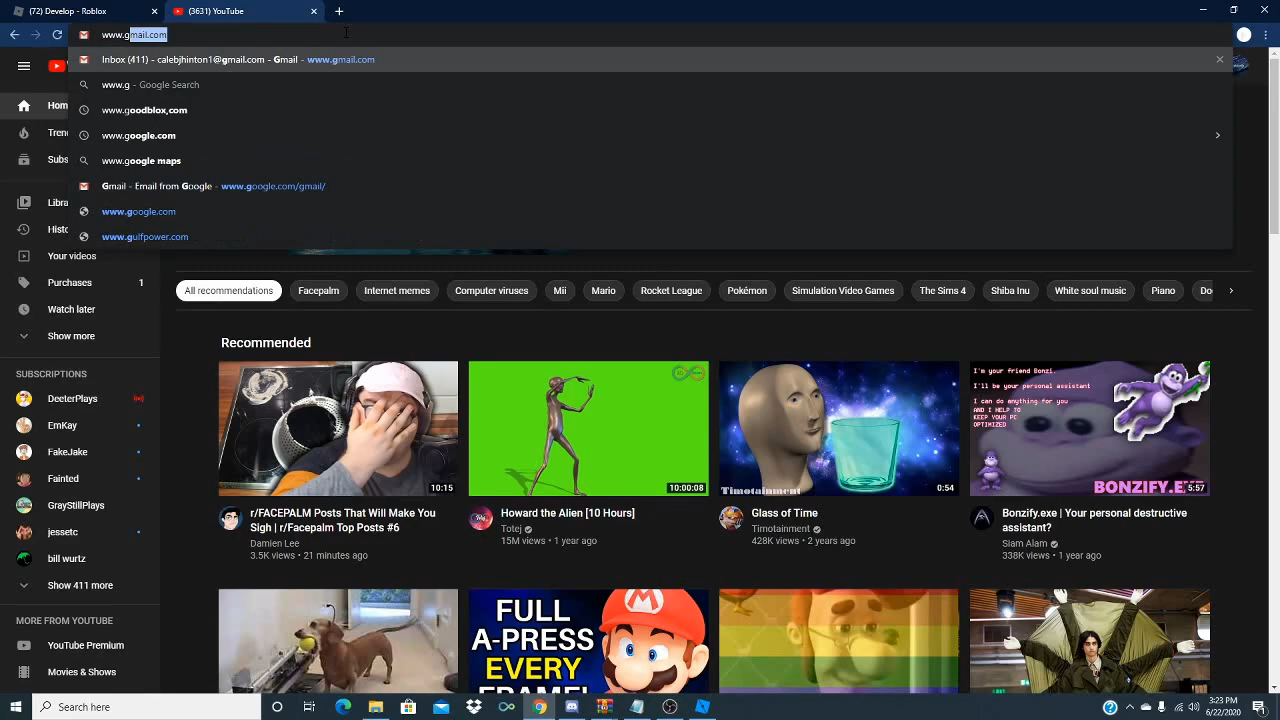 (72) Develop - Roblox
(3631) YouTube
www.gmail.com
Inbox (411) - calebjhinton1@gmail.com - Gmail - www.gmail.com
www.g - Google Search
www.goodblox,com
www.google.com
www.google maps
Gmail - Email from Google - www.google.com/gmail/
www.google.com
www.gulfpower.com
Hom
Tren
Subs
Libra
Histo
Your videos
Purchases 1
Watch later
Show more
SUBSCRIPTIONS
DeeterPlays
EmKay
FakeJake
Fainted
GrayStillPlays
jessetc
bill wurtz
Show 411 more
MORE FROM YOUTUBE
YouTube Premium
Movies & Shows
All recommendations Facepalm Internet memes Computer viruses Mii Mario Rocket League Pokémon Simulation Video Games The Sims 4 Shiba Inu White soul music Piano Do
Recommended
10:15
r/FACEPALM Posts That Will Make You
Sigh | r/Facepalm Top Posts #6
Damien Lee
3.5K views • 21 minutes ago
10:00:08
Howard the Alien [10 Hours]
Totej
15M views • 1 year ago
Timotainment
0:54
Glass of Time
Timotainment
428K views • 2 years ago
I'm your friend Bonzi.
I'll be your personal assistant
I can do anything for you
AND I HELP TO
KEEP YOUR PC
OPTIMIZED
BONZIFY.EXE
5:57
Bonzify.exe | Your personal destructive
assistant?
Siam Alam
338K views • 1 year ago
FULL
A-PRESS
EVERY
FRAME!
Search here
3:23 PM
6/22/2020